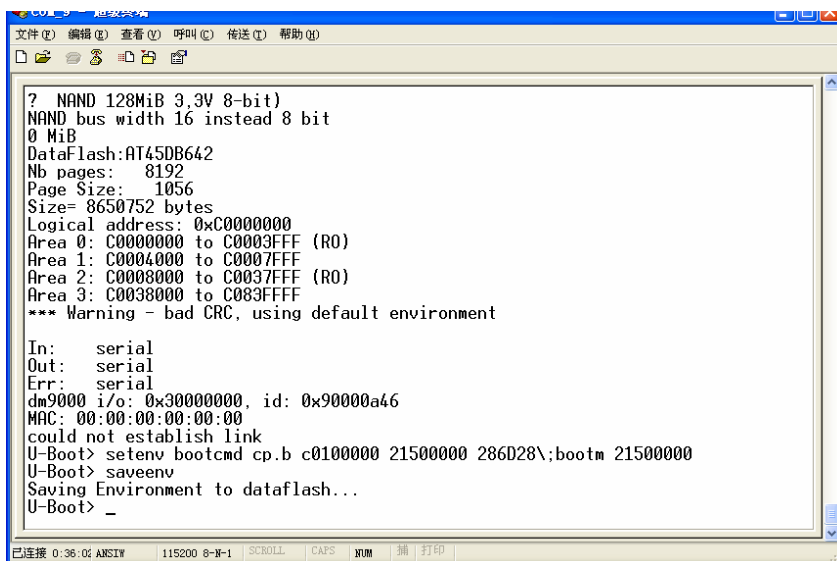 com_9 - 超级终端
文件(F) 编辑(E) 查看(V) 呼叫(C) 传送(T) 帮助(H)
?  NAND 128MiB 3,3V 8-bit)
NAND bus width 16 instead 8 bit
0 MiB
DataFlash:AT45DB642
Nb pages:   8192
Page Size:   1056
Size= 8650752 bytes
Logical address: 0xC0000000
Area 0: C0000000 to C0003FFF (RO)
Area 1: C0004000 to C0007FFF
Area 2: C0008000 to C0037FFF (RO)
Area 3: C0038000 to C083FFFF
*** Warning - bad CRC, using default environment
In:    serial
Out:   serial
Err:   serial
dm9000 i/o: 0x30000000, id: 0x90000a46
MAC: 00:00:00:00:00:00
could not establish link
U-Boot> setenv bootcmd cp.b c0100000 21500000 286D28\;bootm 21500000
U-Boot> saveenv
Saving Environment to dataflash...
U-Boot> _
已连接 0:36:02 ANSIW 115200 8-N-1 SCROLL CAPS NUM 捕 打印